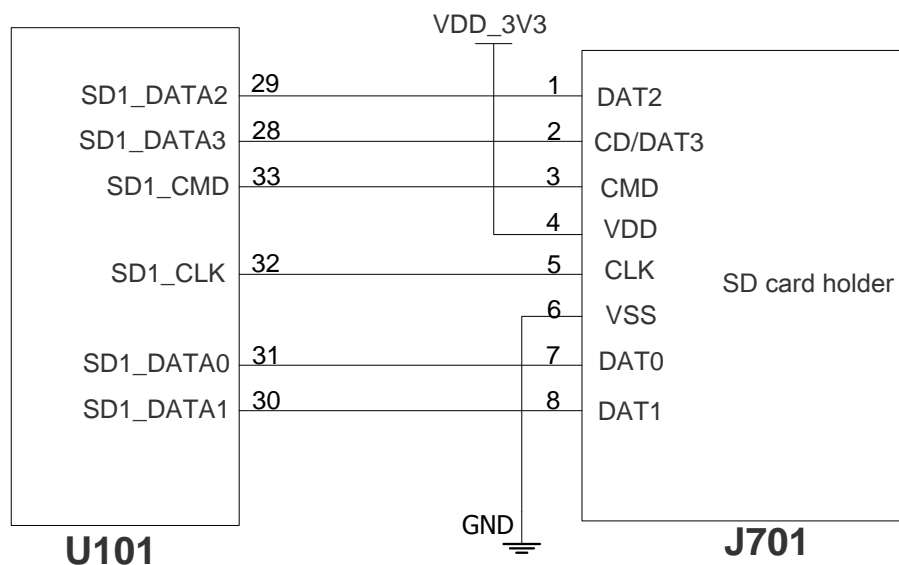 VDD_3V3
SD1_DATA2 29 1 DAT2
SD1_DATA3 28 2 CD/DAT3
SD1_CMD 33 3 CMD
4 VDD
SD1_CLK 32 5 CLK
SD card holder
6 VSS
SD1_DATA0 31 7 DAT0
SD1_DATA1 30 8 DAT1
GND
U101
J701